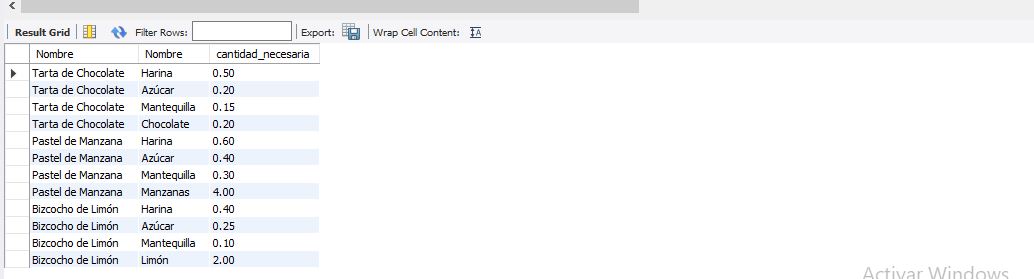 Result Grid Filter Rows: Export: Wrap Cell Content:
Nombre Nombre cantidad_necesaria
Tarta de Chocolate Harina 0.50
Tarta de Chocolate Azúcar 0.20
Tarta de Chocolate Mantequilla 0.15
Tarta de Chocolate Chocolate 0.20
Pastel de Manzana Harina 0.60
Pastel de Manzana Azúcar 0.40
Pastel de Manzana Mantequilla 0.30
Pastel de Manzana Manzanas 4.00
Bizcocho de Limón Harina 0.40
Bizcocho de Limón Azúcar 0.25
Bizcocho de Limón Mantequilla 0.10
Bizcocho de Limón Limón 2.00
Activar Windows